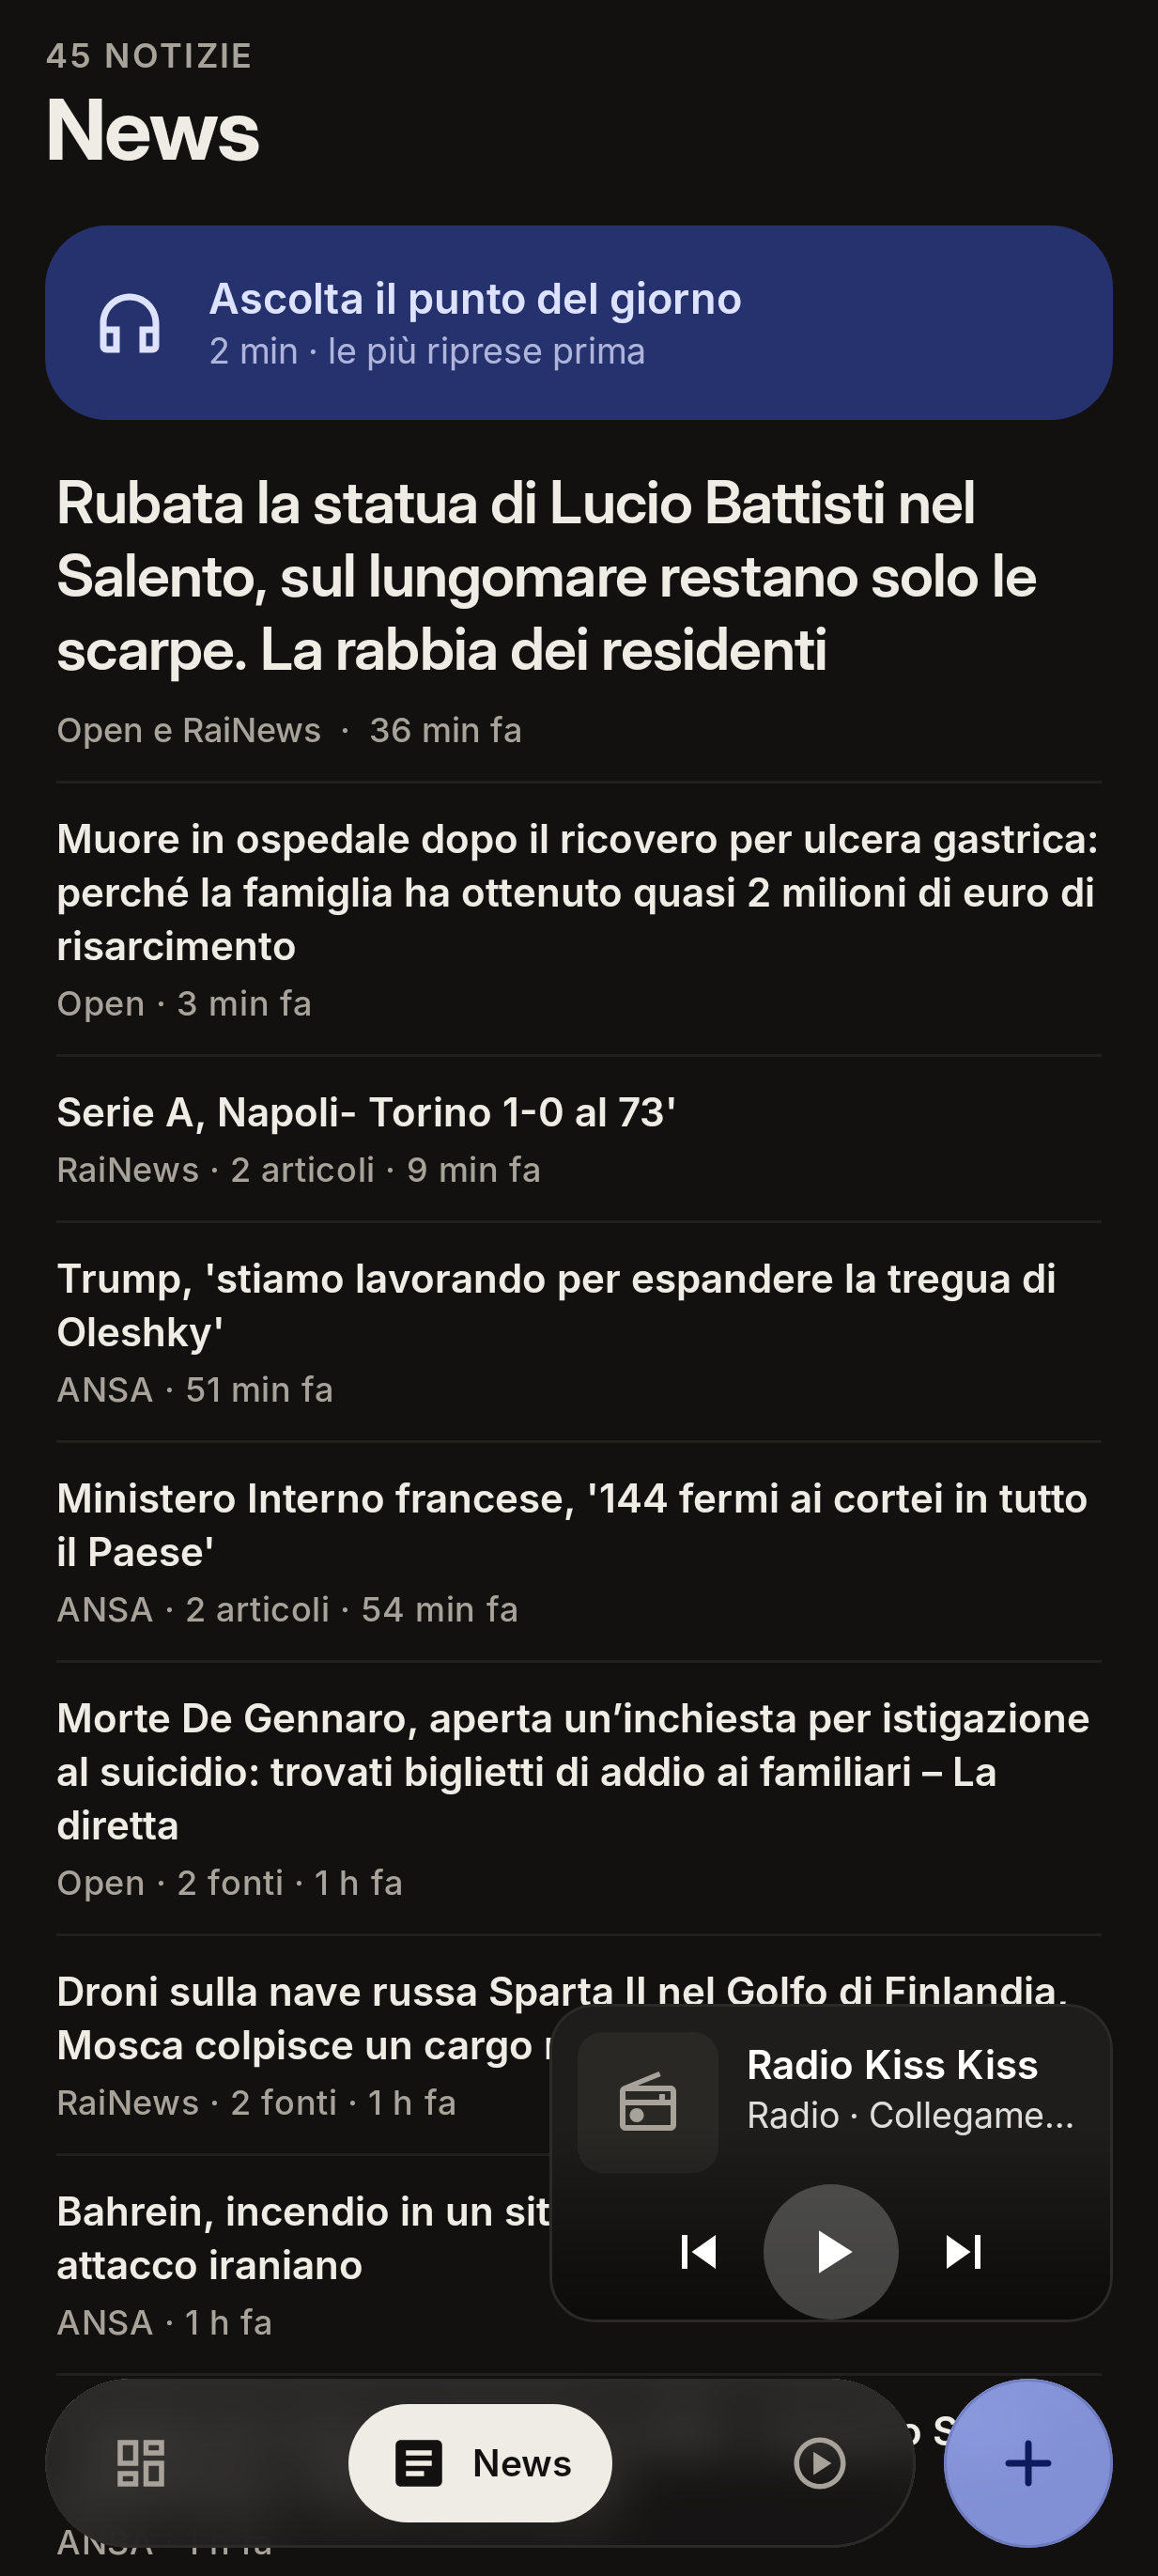 45 NOTIZIE
News
Ascolta il punto del giorno
2 min · le più riprese prima
Rubata la statua di Lucio Battisti nel
Salento, sul lungomare restano solo le
scarpe. La rabbia dei residenti
Open e RaiNews · 36 min fa
Muore in ospedale dopo il ricovero per ulcera gastrica:
perché la famiglia ha ottenuto quasi 2 milioni di euro di
risarcimento
Open · 3 min fa
Serie A, Napoli- Torino 1-0 al 73'
RaiNews · 2 articoli · 9 min fa
Trump, 'stiamo lavorando per espandere la tregua di
Oleshky'
ANSA · 51 min fa
Ministero Interno francese, '144 fermi ai cortei in tutto
il Paese'
ANSA · 2 articoli · 54 min fa
Morte De Gennaro, aperta un’inchiesta per istigazione
al suicidio: trovati biglietti di addio ai familiari – La
diretta
Open · 2 fonti · 1 h fa
Droni sulla nave russa Sparta II nel Golfo di Finlandia,
Mosca colpisce un cargo
RaiNews · 2 fonti · 1 h fa
Bahrein, incendio in un
attacco iraniano
ANSA · 1 h fa
Radio Kiss Kiss
Radio · Collegame...
News
ANSA · 1 h fa